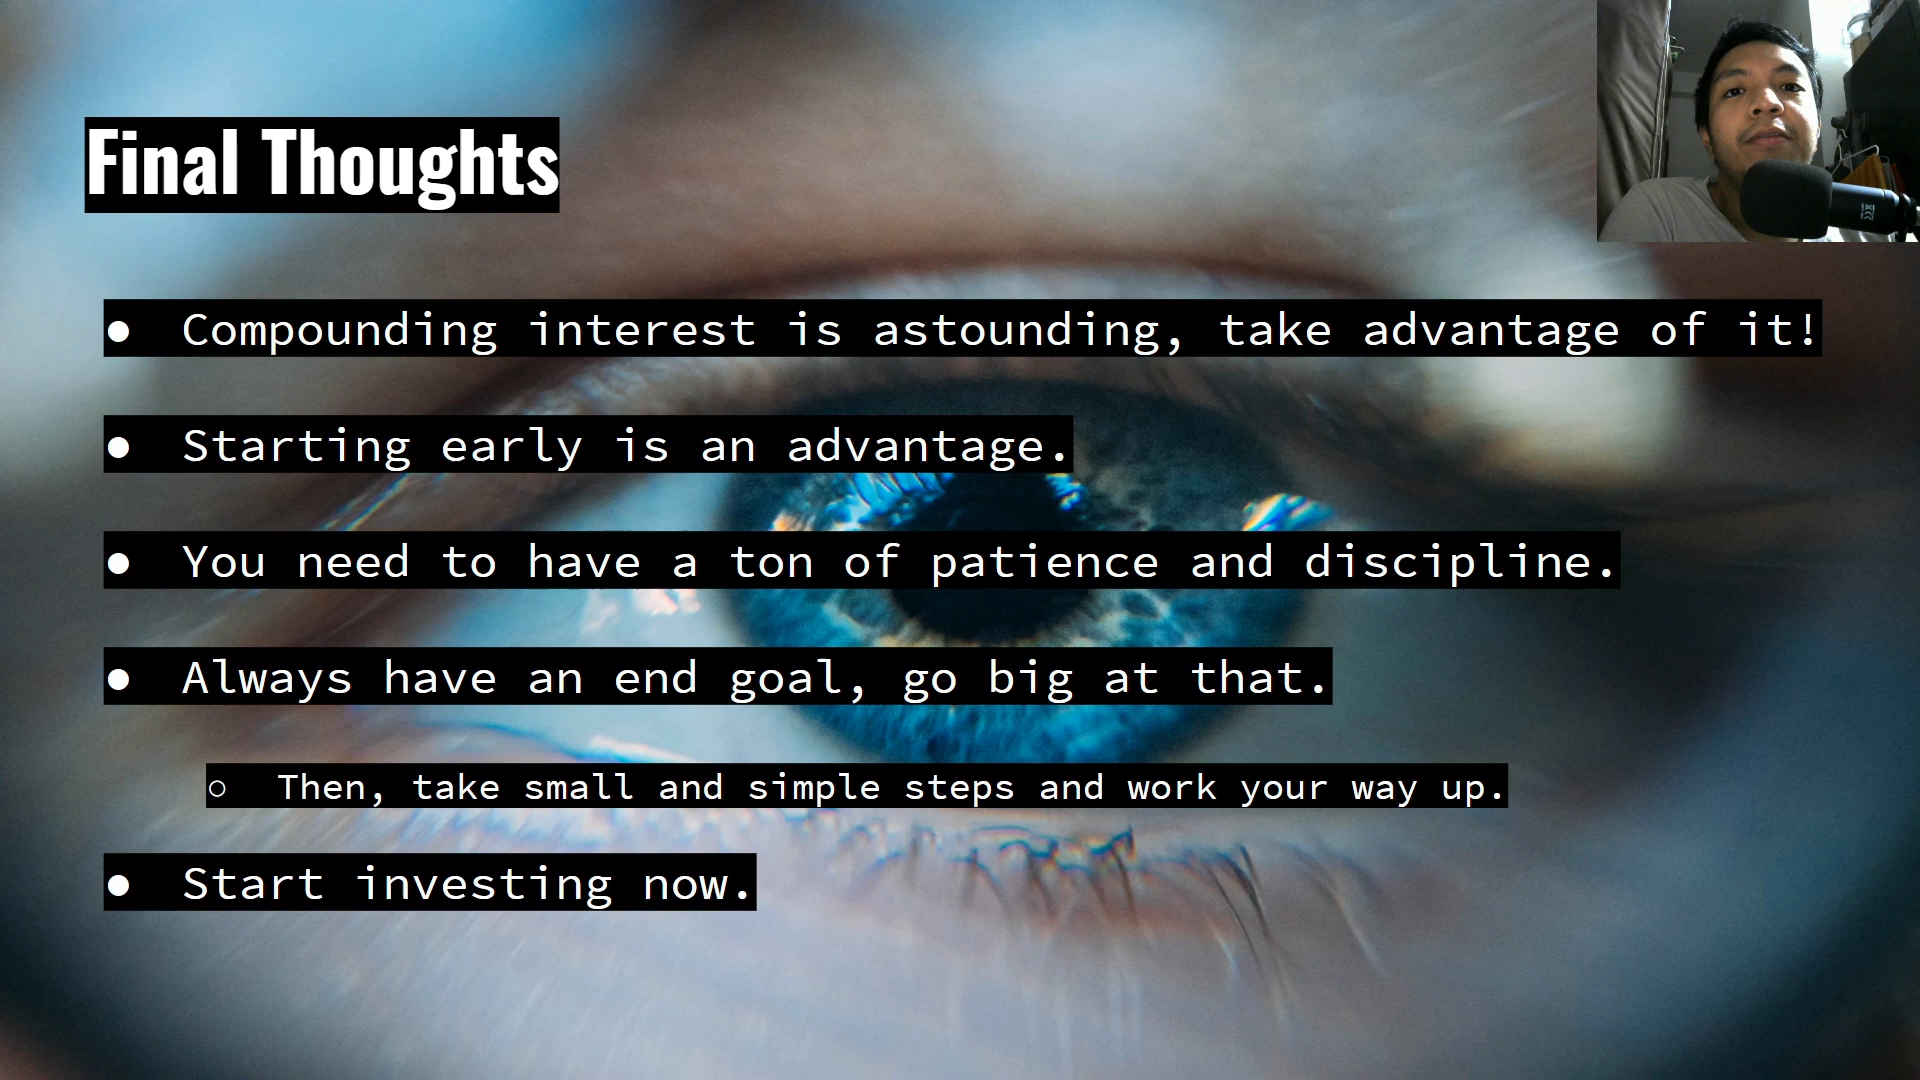 Final Thoughts
● Compounding interest is astounding, take advantage of it!
● Starting early is an advantage.
● You need to have a ton of patience and discipline.
● Always have an end goal, go big at that.
○ Then, take small and simple steps and work your way up.
● Start investing now.